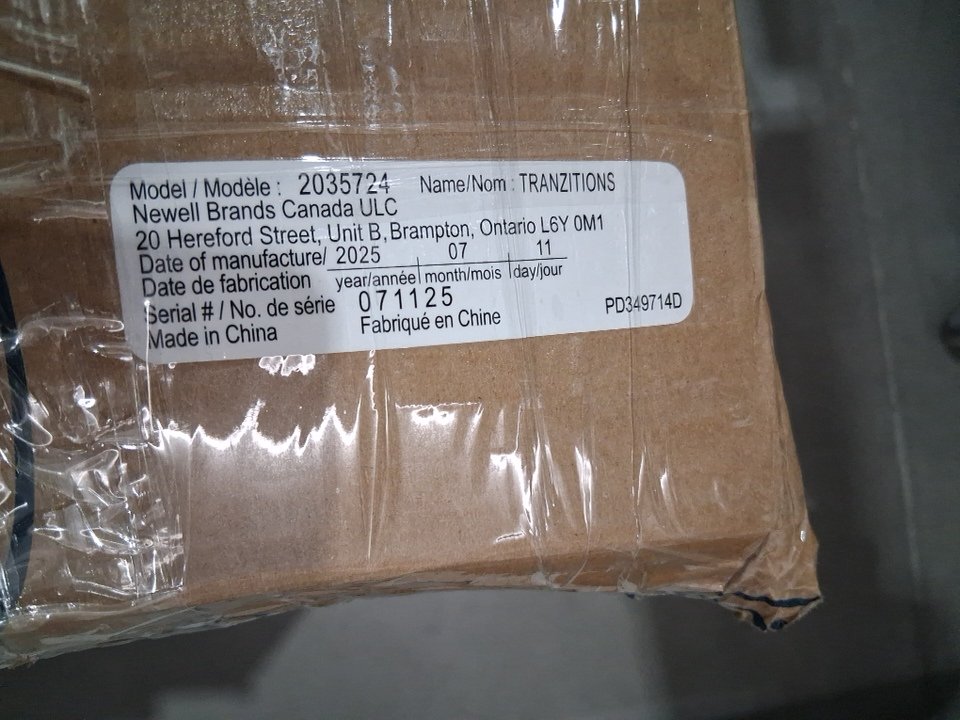 Model / Modèle : 2035724 Name/Nom : TRANZITIONS
Newell Brands Canada ULC
20 Hereford Street, Unit B, Brampton, Ontario L6Y 0M1
Date of manufacture/ 2025 07 11
Date de fabrication year/année month/mois day/jour
Serial # / No. de série 071125
Made in China Fabriqué en Chine PD349714D